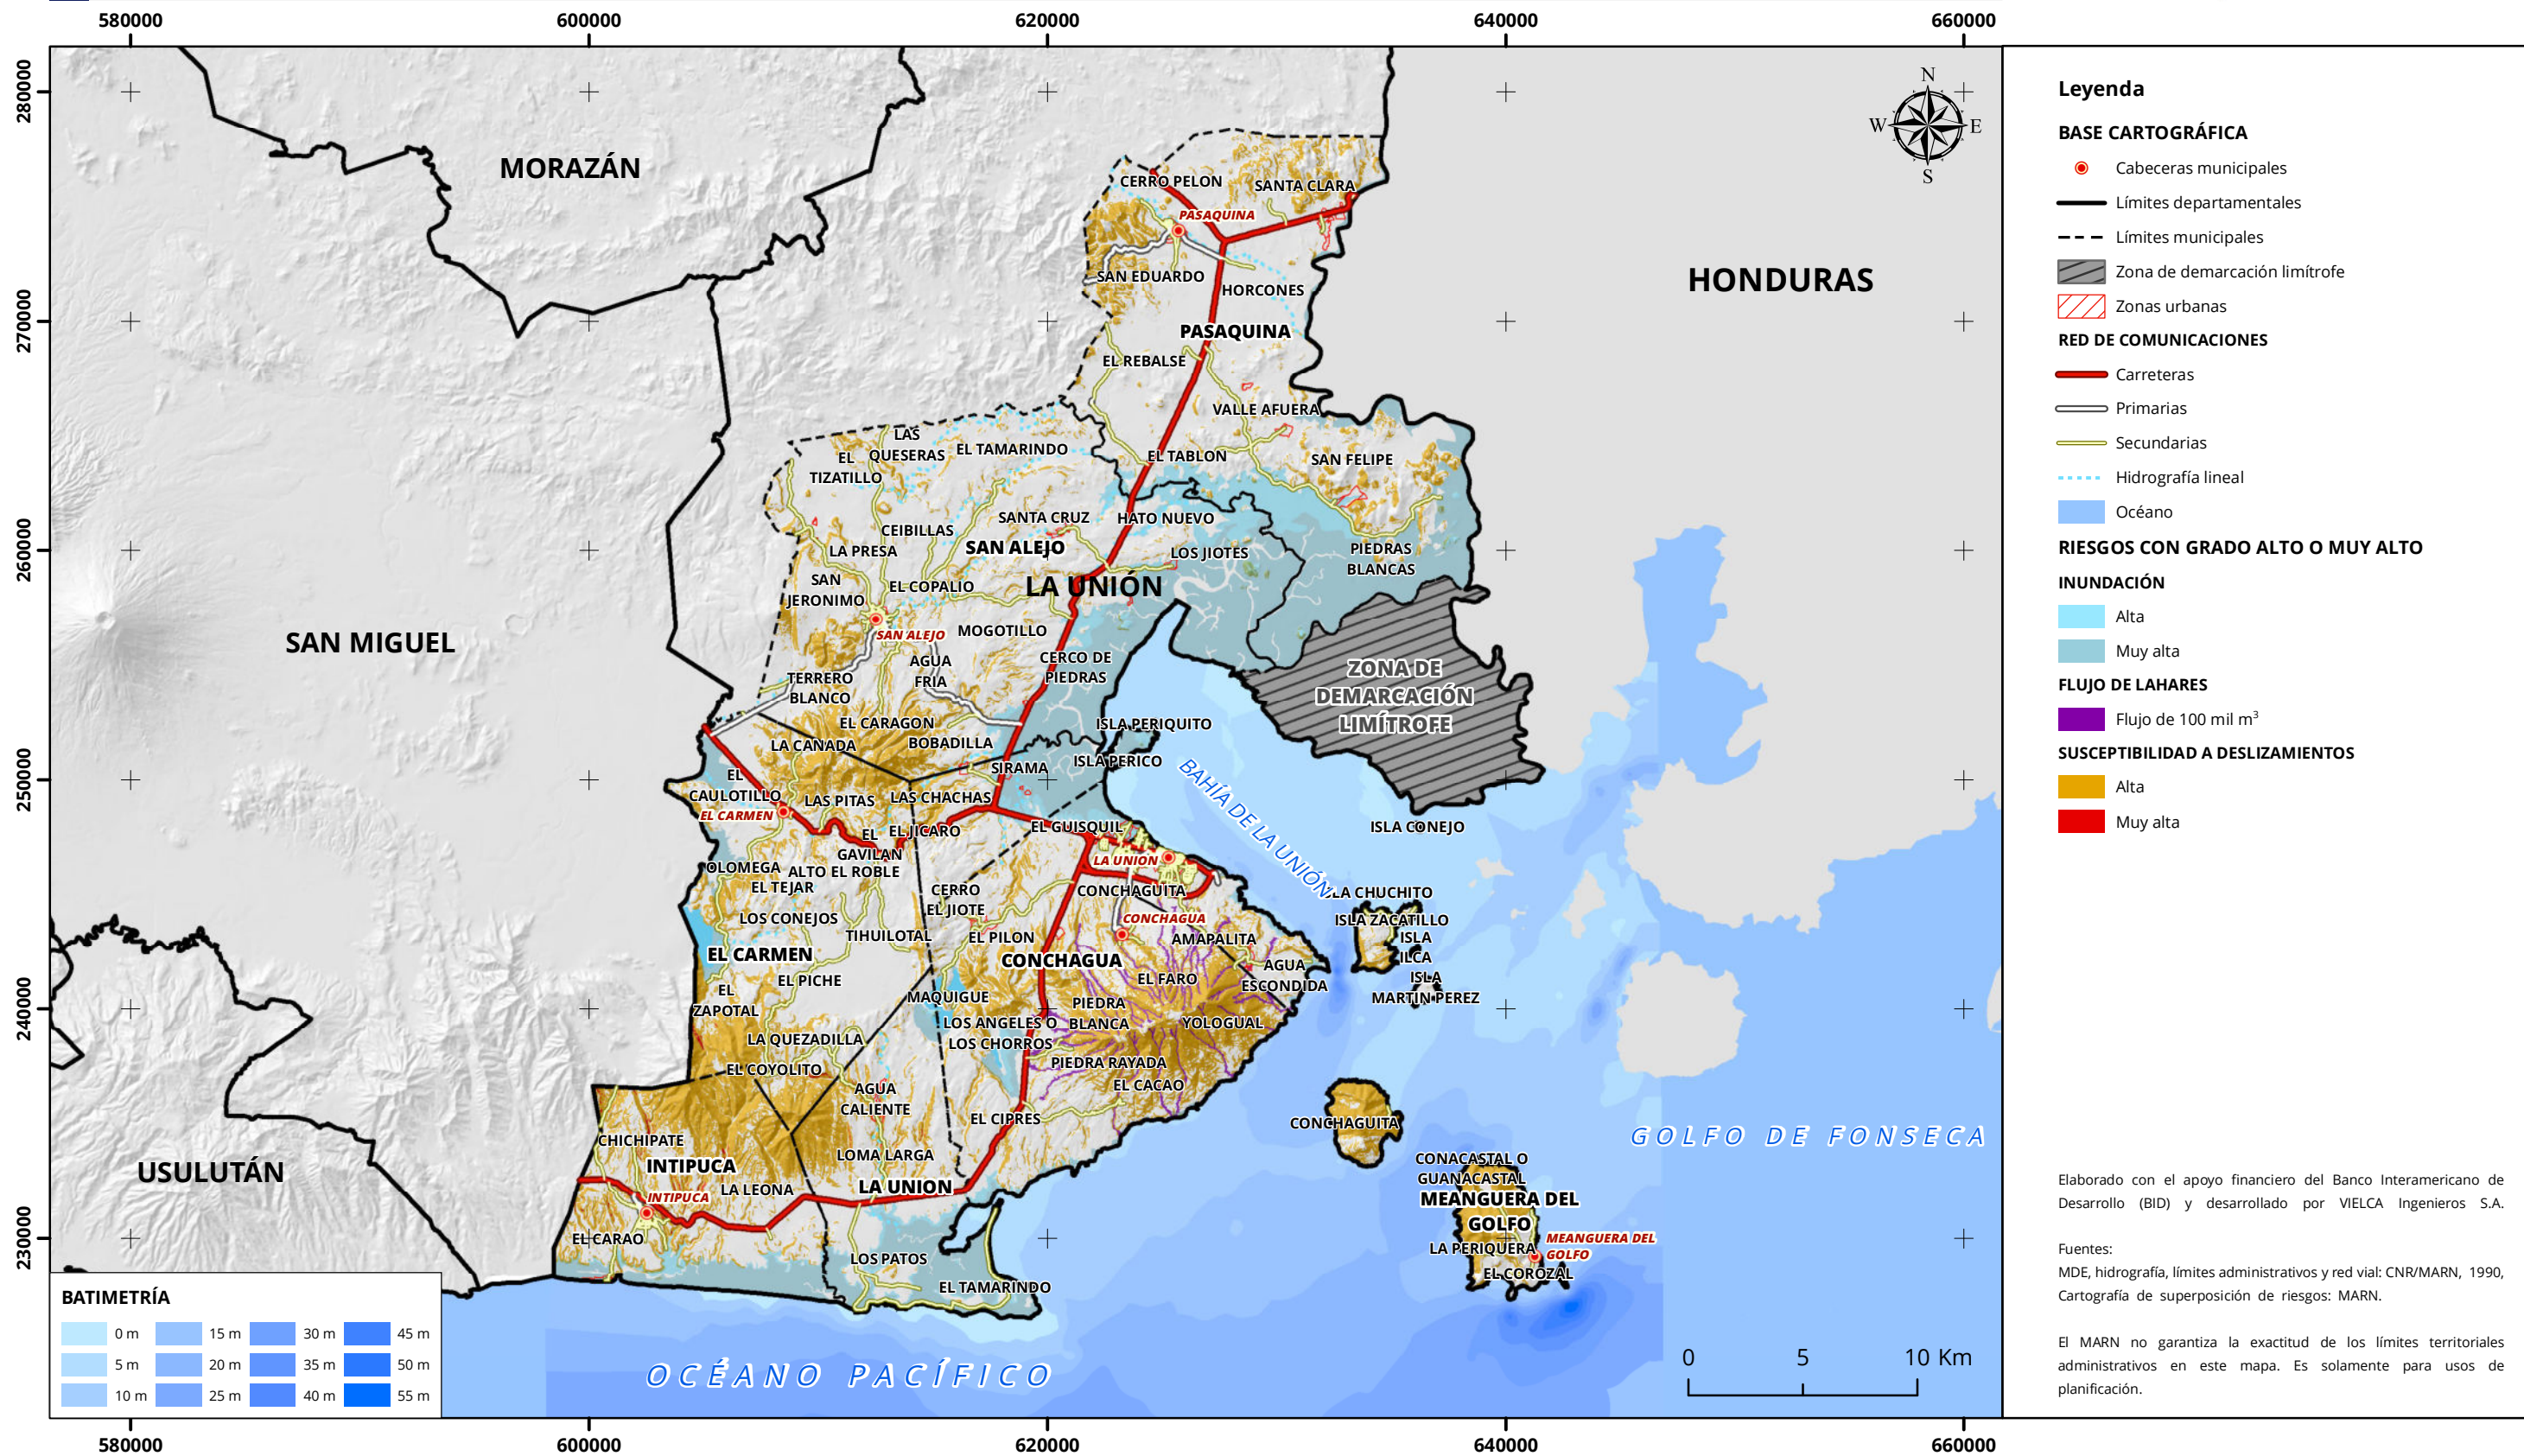 580000
600000
620000
640000
660000
280000
270000
260000
250000
240000
230000
MORAZÁN
SAN MIGUEL
USULUTÁN
HONDURAS
N
W
E
S
CERRO PELON
SANTA CLARA
PASAQUINA
SAN EDUARDO
HORCONES
PASAQUINA
EL REBALSE
VALLE AFUERA
LAS
QUESERAS
EL TAMARINDO
EL
TIZATILLO
EL TABLON
SAN FELIPE
CEIBILLAS
SANTA CRUZ
HATO NUEVO
LA PRESA
SAN ALEJO
LOS JIOTES
PIEDRAS
BLANCAS
SAN
JERONIMO
EL COPALIO
LA UNIÓN
SAN ALEJO
MOGOTILLO
AGUA
FRIA
CERCO DE
PIEDRAS
TERRERO
BLANCO
ZONA DE
DEMARCACIÓN
LIMÍTROFE
EL CARAGON
ISLA PERIQUITO
LA CANADA
BOBADILLA
SIRAMA
ISLA PERICO
BAHÍA DE LA UNIÓN
EL
CAULOTILLO
LAS PITAS
LAS CHACHAS
EL CARMEN
EL
GAVILAN
EL JICARO
EL GUISQUIL
ISLA CONEJO
LA UNION
OLOMEGA
ALTO EL ROBLE
EL TEJAR
CERRO
EL JIOTE
CONCHAGUITA
ISLA CHUCHITO
LOS CONEJOS
CONCHAGUA
ISLA ZACATILLO
TIHUILOTAL
EL PILON
AMAPALITA
ISLA
ILCA
EL CARMEN
CONCHAGUA
AGUA
ESCONDIDA
EL PICHE
EL FARO
ISLA
MARTIN PEREZ
EL
ZAPOTAL
MAQUIGUE
PIEDRA
BLANCA
LOS ANGELES O
LOS CHORROS
YOLOGUAL
LA QUEZADILLA
PIEDRA RAYADA
EL COYOLITO
EL CACAO
AGUA
CALIENTE
EL CIPRES
CONCHAGUITA
CHICHIPATE
GOLFO DE FONSECA
LOMA LARGA
INTIPUCA
CONACASTAL O
GUANACASTAL
LA LEONA
LA UNION
INTIPUCA
MEANGUERA DEL
GOLFO
EL CARAO
LA PERIQUERA
MEANGUERA DEL
GOLFO
LOS PATOS
EL COROZAL
EL TAMARINDO
OCÉANO PACÍFICO
BATIMETRÍA
0 m
15 m
30 m
45 m
5 m
20 m
35 m
50 m
10 m
25 m
40 m
55 m
0
5
10 Km
580000
600000
620000
640000
660000
Leyenda
BASE CARTOGRÁFICA
Cabeceras municipales
Límites departamentales
Límites municipales
Zona de demarcación limítrofe
Zonas urbanas
RED DE COMUNICACIONES
Carreteras
Primarias
Secundarias
Hidrografía lineal
Océano
RIESGOS CON GRADO ALTO O MUY ALTO
INUNDACIÓN
Alta
Muy alta
FLUJO DE LAHARES
Flujo de 100 mil m³
SUSCEPTIBILIDAD A DESLIZAMIENTOS
Alta
Muy alta
Elaborado con el apoyo financiero del Banco Interamericano de
Desarrollo (BID) y desarrollado por VIELCA Ingenieros S.A.
Fuentes:
MDE, hidrografía, límites administrativos y red vial: CNR/MARN, 1990,
Cartografía de superposición de riesgos: MARN.
El MARN no garantiza la exactitud de los límites territoriales
administrativos en este mapa. Es solamente para usos de
planificación.